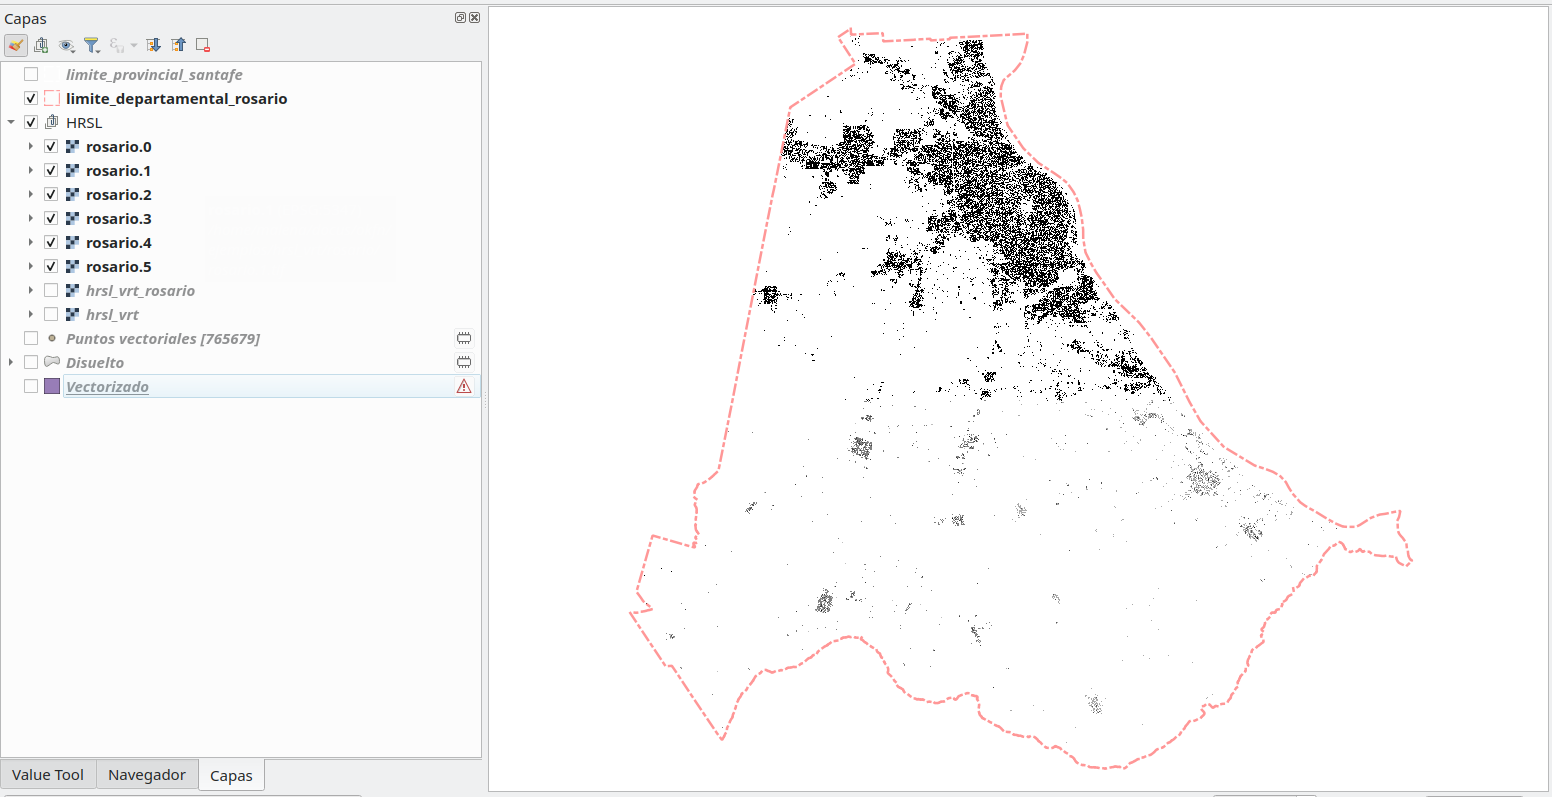 Capas
limite_provincial_santafe
limite_departamental_rosario
HRSL
rosario.0
rosario.1
rosario.2
rosario.3
rosario.4
rosario.5
hrsl_vrt_rosario
hrsl_vrt
Puntos vectoriales [765679]
Disuelto
Vectorizado
Value Tool
Navegador
Capas